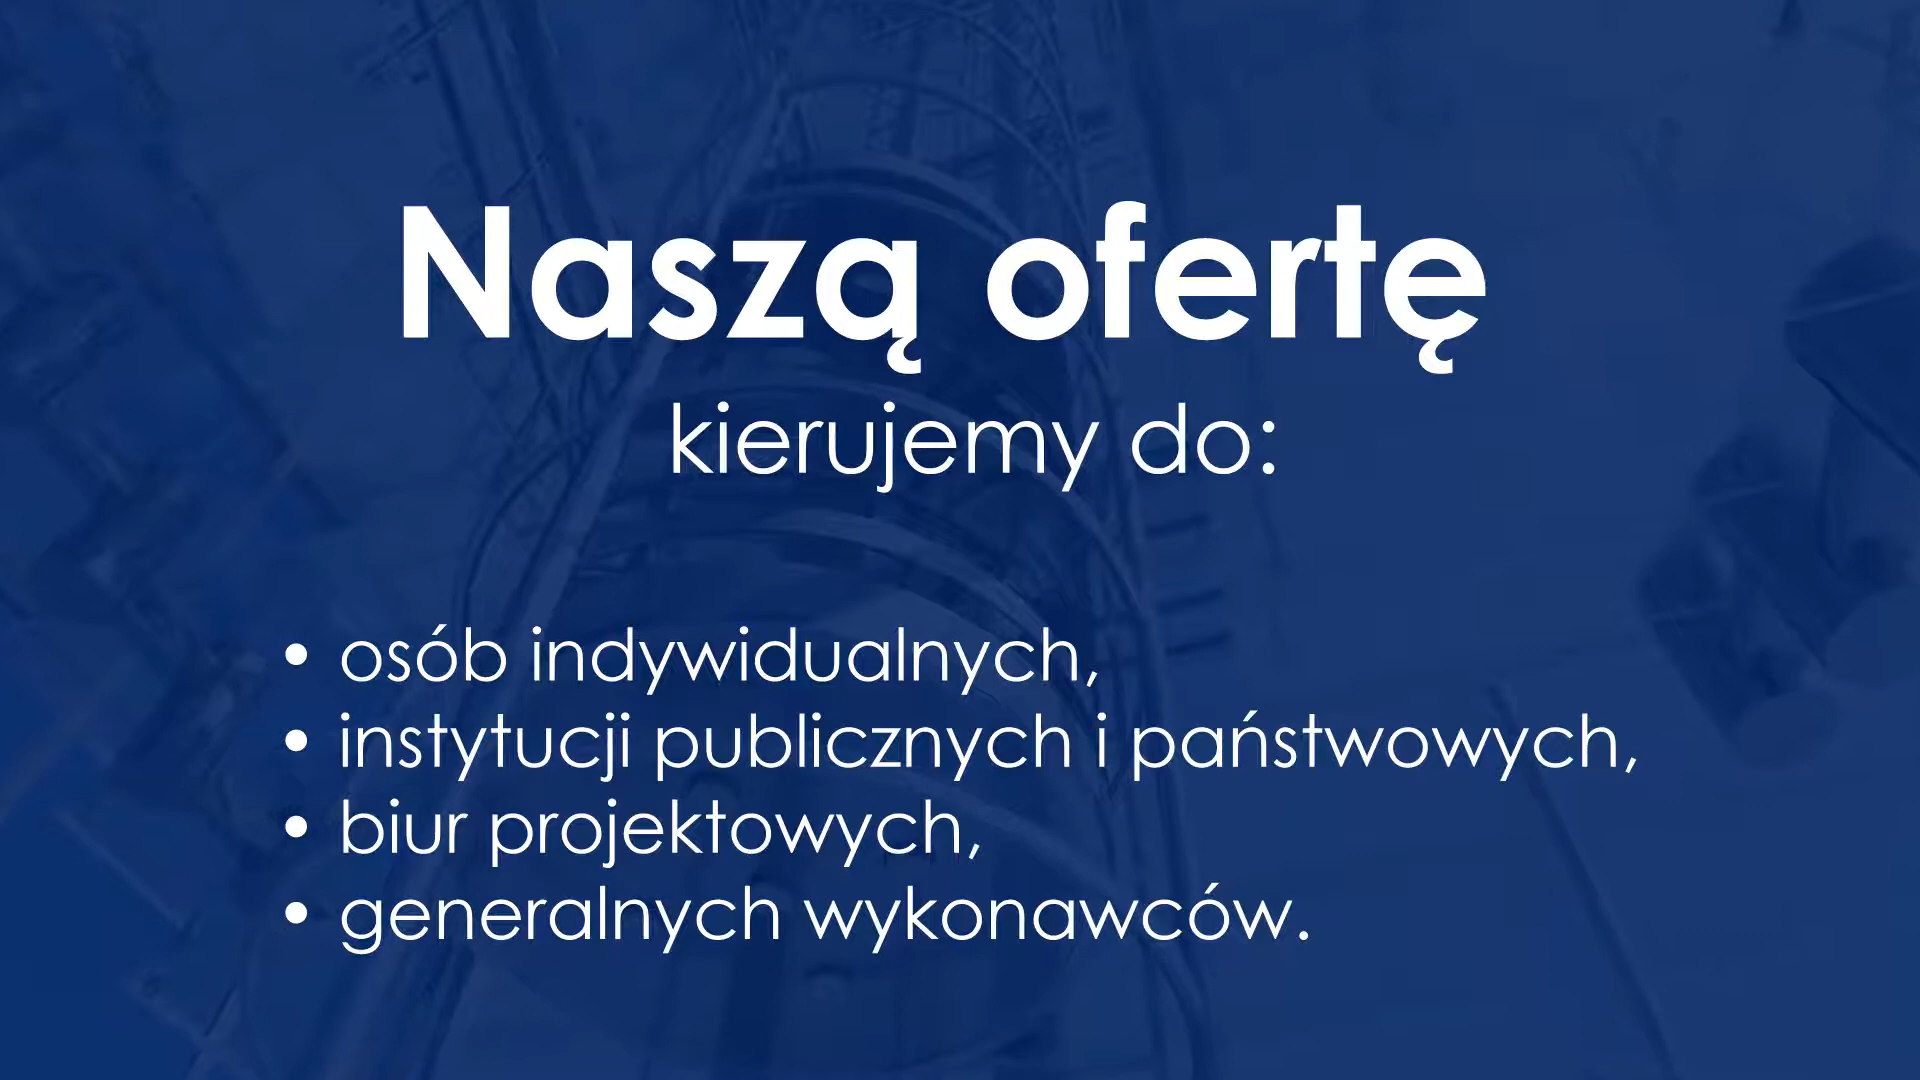 Naszą ofertę
kierujemy do:
• osób indywidualnych,
• instytucji publicznych i państwowych,
• biur projektowych,
• generalnych wykonawców.